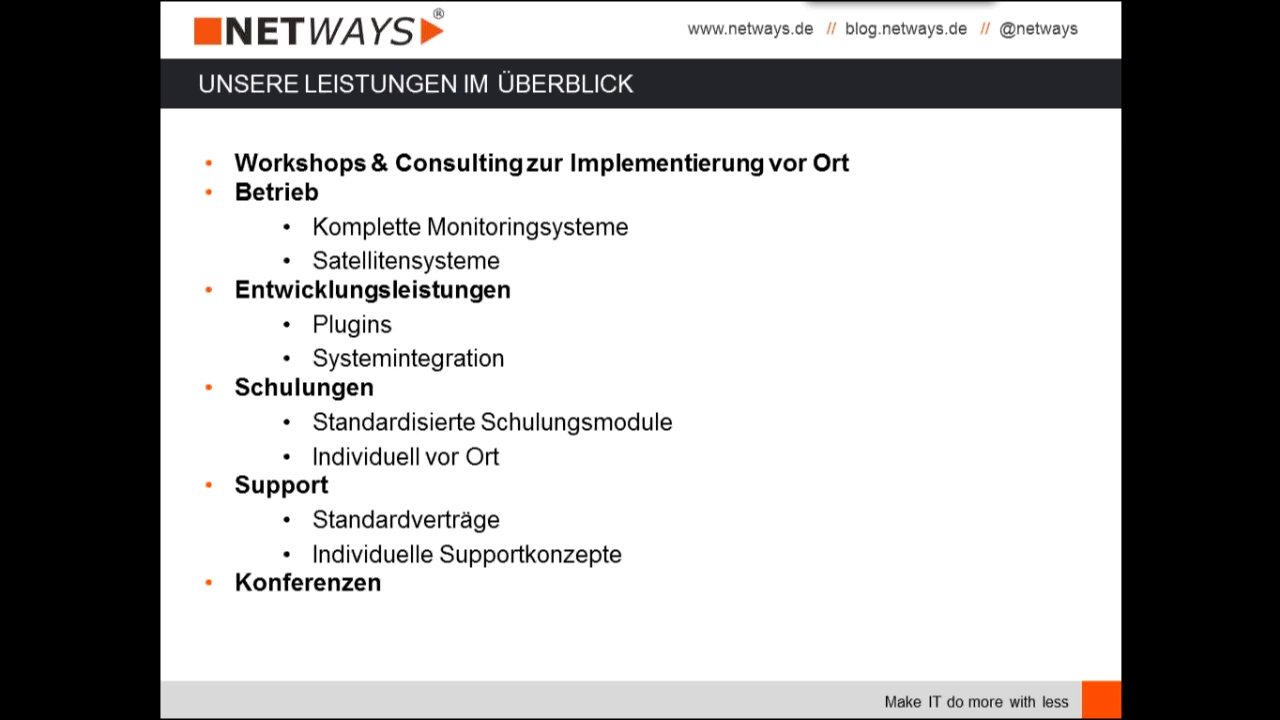 NETWAYS®
www.netways.de // blog.netways.de // @netways
UNSERE LEISTUNGEN IM ÜBERBLICK
• Workshops & Consulting zur Implementierung vor Ort
• Betrieb
• Komplette Monitoringsysteme
• Satellitensysteme
• Entwicklungsleistungen
• Plugins
• Systemintegration
• Schulungen
• Standardisierte Schulungsmodule
• Individuell vor Ort
• Support
• Standardverträge
• Individuelle Supportkonzepte
• Konferenzen
Make IT do more with less